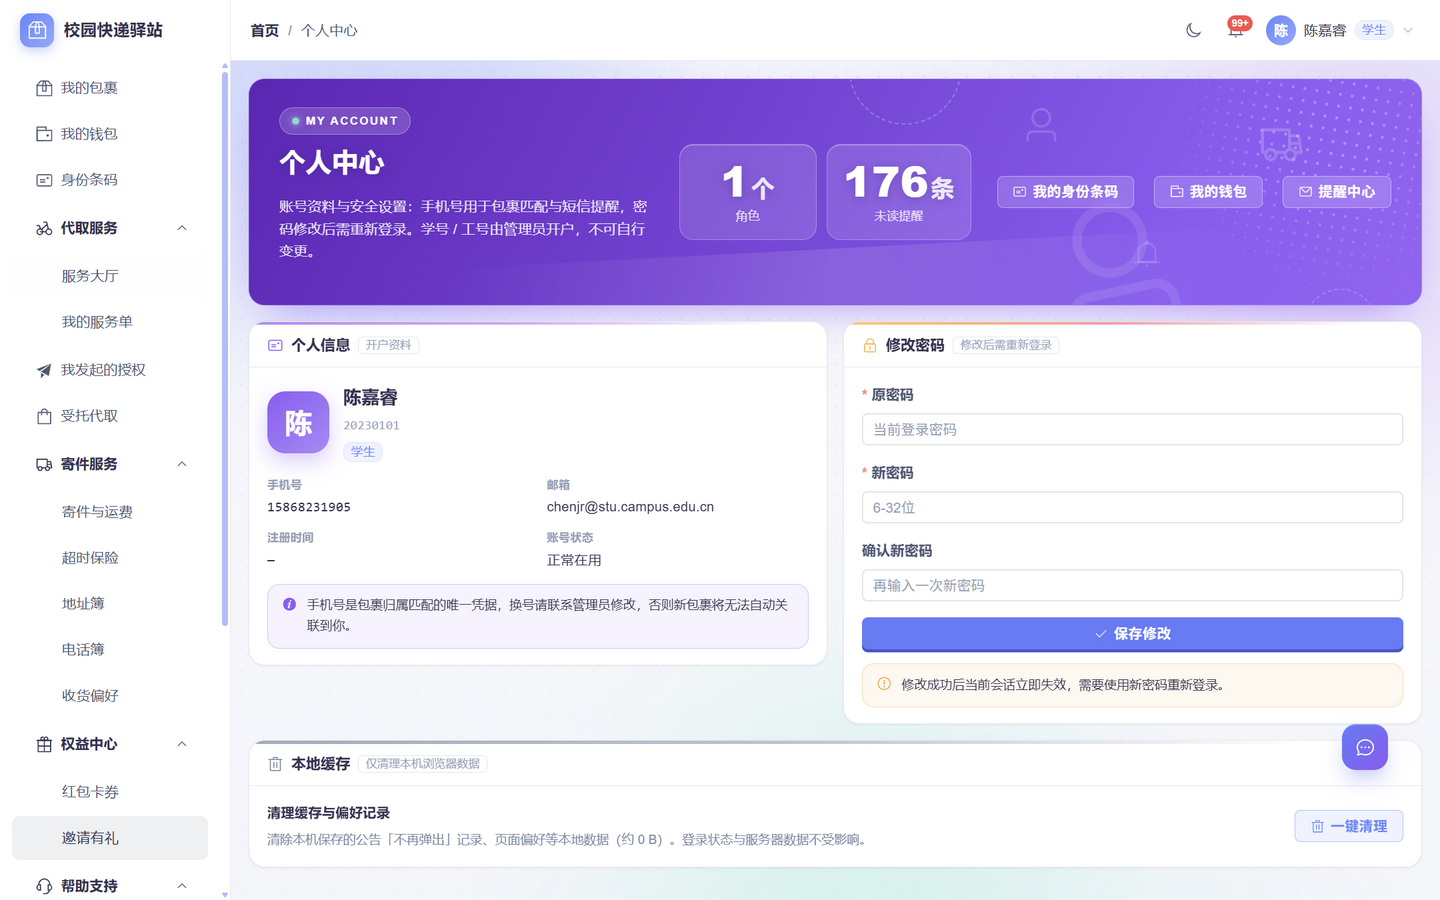 校园快递驿站
首页 / 个人中心
99+
陈 陈嘉睿 学生
我的包裹
我的钱包
身份条码
代取服务
服务大厅
我的服务单
我发起的授权
受托代取
寄件服务
寄件与运费
超时保险
地址簿
电话簿
收货偏好
权益中心
红包卡券
邀请有礼
帮助支持
MY ACCOUNT
个人中心
账号资料与安全设置：手机号用于包裹匹配与短信提醒，密
码修改后需重新登录。学号 / 工号由管理员开户，不可自行
变更。
1个
角色
176条
未读提醒
我的身份条码
我的钱包
提醒中心
个人信息 开户资料
陈
陈嘉睿
20230101
学生
手机号
15868231905
邮箱
chenjr@stu.campus.edu.cn
注册时间
–
账号状态
正常在用
手机号是包裹归属匹配的唯一凭据，换号请联系管理员修改，否则新包裹将无法自动关
联到你。
修改密码 修改后需重新登录
* 原密码
当前登录密码
* 新密码
6-32位
确认新密码
再输入一次新密码
保存修改
修改成功后当前会话立即失效，需要使用新密码重新登录。
本地缓存 仅清理本机浏览器数据
清理缓存与偏好记录
清除本机保存的公告「不再弹出」记录、页面偏好等本地数据（约 0 B）。登录状态与服务器数据不受影响。
一键清理